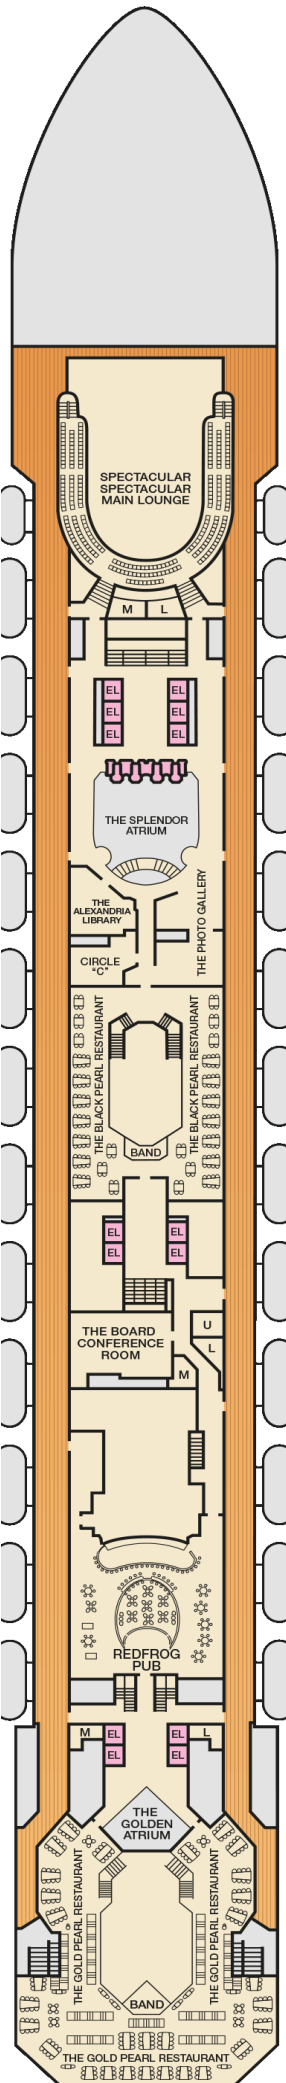 SPECTACULAR
SPECTACULAR
MAIN LOUNGE
M
L
EL
EL
EL
EL
EL
EL
THE SPLENDOR
ATRIUM
THE
ALEXANDRIA
LIBRARY
THE PHOTO GALLERY
CIRCLE
"C"
THE BLACK PEARL RESTAURANT
THE BLACK PEARL RESTAURANT
BAND
EL
EL
EL
EL
U
L
THE BOARD
CONFERENCE
ROOM
M
REDFROG
PUB
M
EL
EL
L
EL
EL
THE
GOLDEN
ATRIUM
THE GOLD PEARL RESTAURANT
THE GOLD PEARL RESTAURANT
BAND
THE GOLD PEARL RESTAURANT